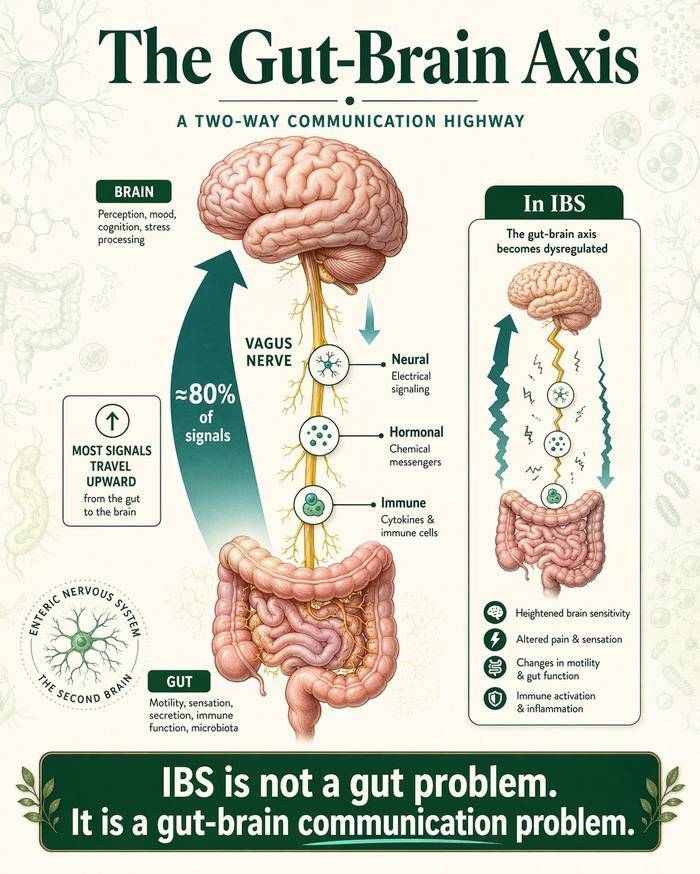 The Gut-Brain Axis
A TWO-WAY COMMUNICATION HIGHWAY
BRAIN
Perception, mood,
cognition, stress
processing
≈80%
of
signals
MOST SIGNALS
TRAVEL
UPWARD
from the gut
to the brain
VAGUS
NERVE
Neural
Electrical
signaling
Hormonal
Chemical
messengers
Immune
Cytokines &
immune cells
ENTERIC NERVOUS SYSTEM
THE SECOND BRAIN
GUT
Motility, sensation,
secretion, immune
function, microbiota
In IBS
The gut-brain axis
becomes dysregulated
Heightened brain sensitivity
Altered pain & sensation
Changes in motility
& gut function
Immune activation
& inflammation
IBS is not a gut problem.
It is a gut-brain communication problem.